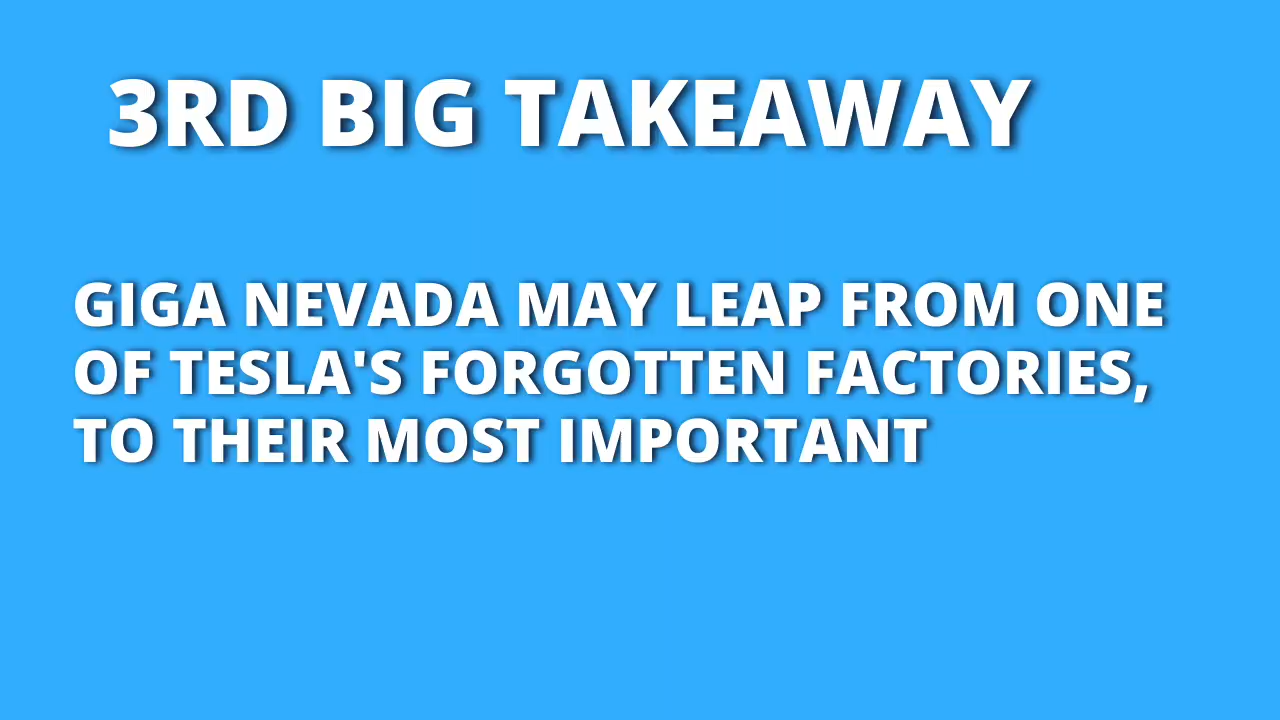 3RD BIG TAKEAWAY
GIGA NEVADA MAY LEAP FROM ONE
OF TESLA'S FORGOTTEN FACTORIES,
TO THEIR MOST IMPORTANT